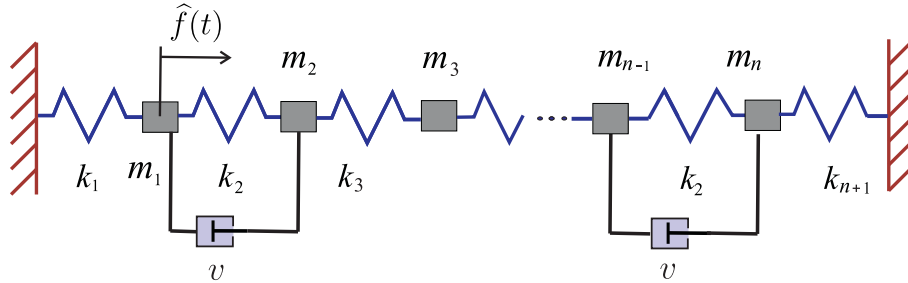 f̂(t)
m₂ m₃ mₙ₋₁ mₙ
k₁ m₁ k₂ k₃ k₂ kₙ₊₁
v v